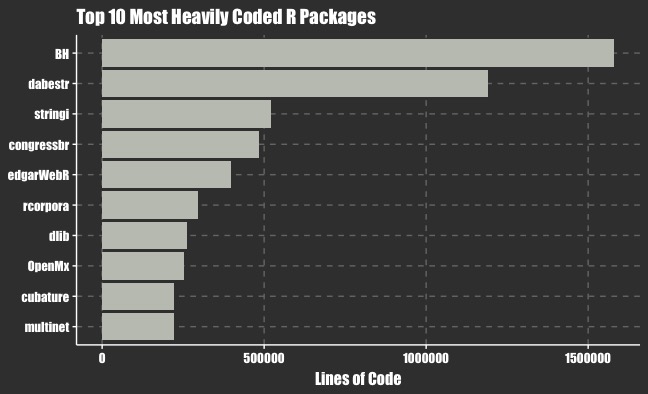 Top 10 Most Heavily Coded R Packages
BH
dabestr
stringi
congressbr
edgarWebR
rcorpora
dlib
OpenMx
cubature
multinet
0 500000 1000000 1500000
Lines of Code